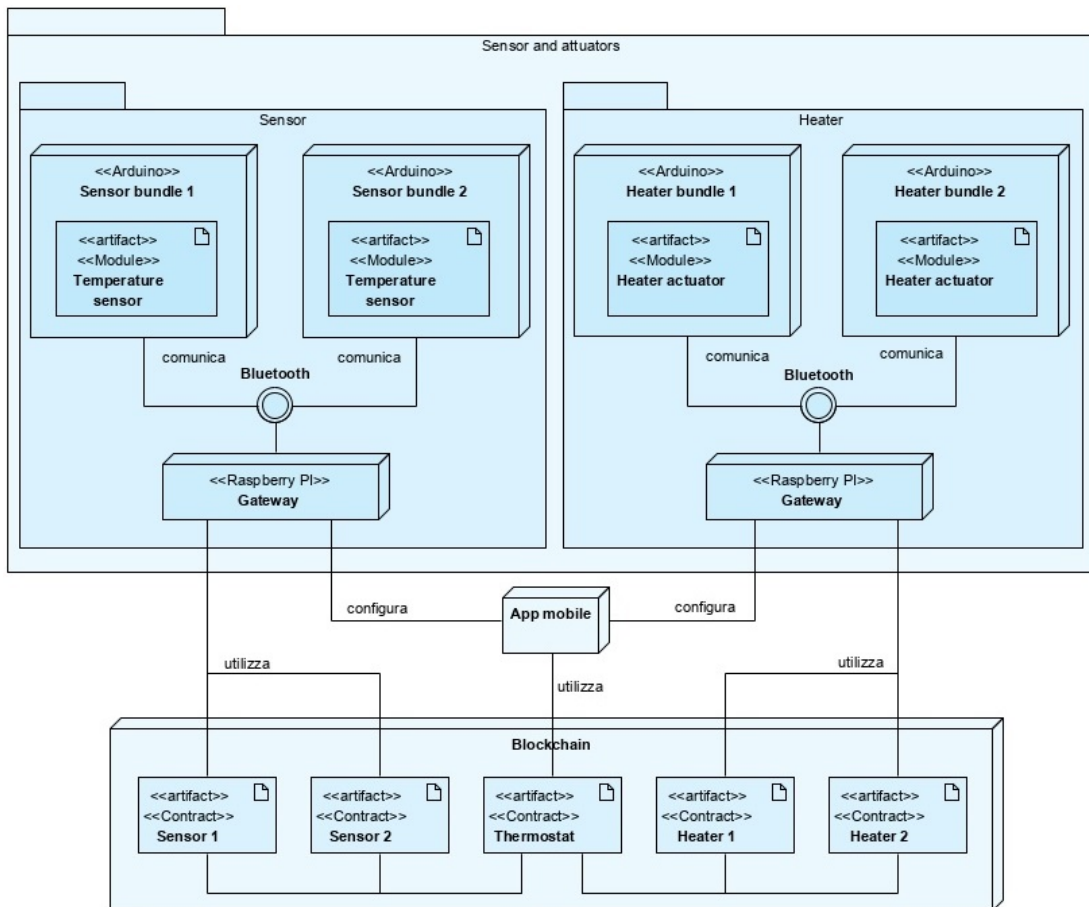 Sensor and attuators
Sensor
Heater
<<Arduino>>
Sensor bundle 1
<<artifact>>
<<Module>>
Temperature
sensor
<<Arduino>>
Sensor bundle 2
<<artifact>>
<<Module>>
Temperature
sensor
<<Arduino>>
Heater bundle 1
<<artifact>>
<<Module>>
Heater actuator
<<Arduino>>
Heater bundle 2
<<artifact>>
<<Module>>
Heater actuator
comunica
comunica
Bluetooth
comunica
comunica
Bluetooth
<<Raspberry PI>>
Gateway
<<Raspberry PI>>
Gateway
configura
App mobile
configura
utilizza
utilizza
utilizza
Blockchain
<<artifact>>
<<Contract>>
Sensor 1
<<artifact>>
<<Contract>>
Sensor 2
<<artifact>>
<<Contract>>
Thermostat
<<artifact>>
<<Contract>>
Heater 1
<<artifact>>
<<Contract>>
Heater 2